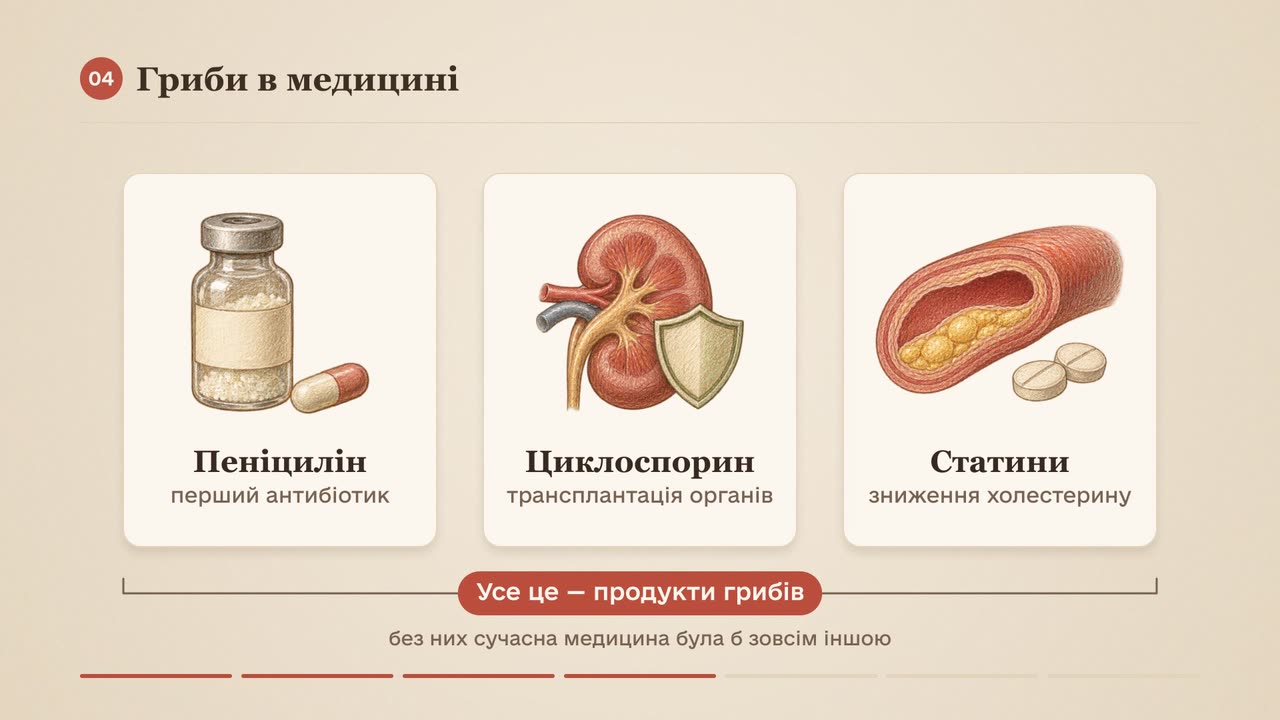 04 Гриби в медицині
Пеніцилін
перший антибіотик
Циклоспорин
трансплантація органів
Статини
зниження холестерину
Усе це — продукти грибів
без них сучасна медицина була б зовсім іншою